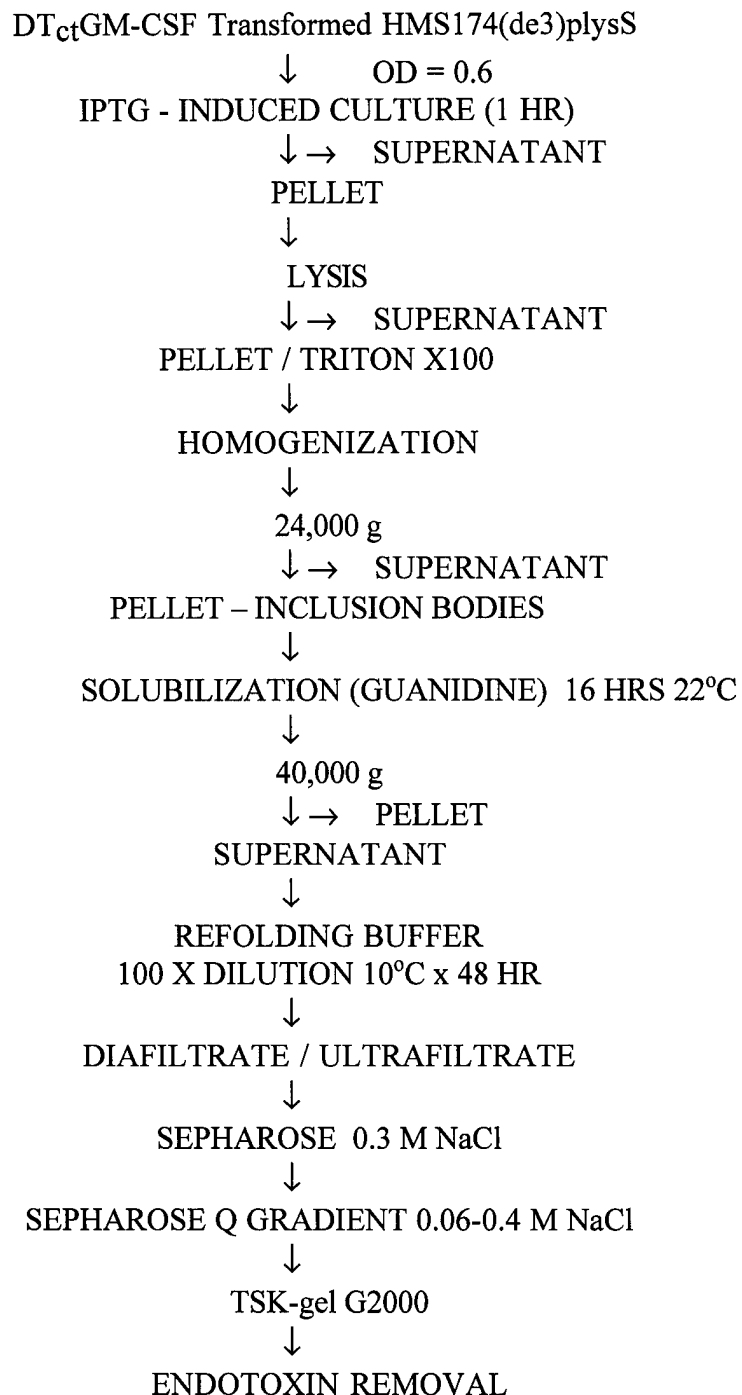 DTctGM-CSF Transformed HMS174(de3)plysS
↓ OD = 0.6
IPTG - INDUCED CULTURE (1 HR)
↓ → SUPERNATANT
PELLET
↓
LYSIS
↓ → SUPERNATANT
PELLET / TRITON X100
↓
HOMOGENIZATION
↓
24,000 g
↓ → SUPERNATANT
PELLET – INCLUSION BODIES
↓
SOLUBILIZATION (GUANIDINE) 16 HRS 22°C
↓
40,000 g
↓ → PELLET
SUPERNATANT
↓
REFOLDING BUFFER
100 X DILUTION 10°C x 48 HR
↓
DIAFILTRATE / ULTRAFILTRATE
↓
SEPHAROSE 0.3 M NaCl
↓
SEPHAROSE Q GRADIENT 0.06-0.4 M NaCl
↓
TSK-gel G2000
↓
ENDOTOXIN REMOVAL